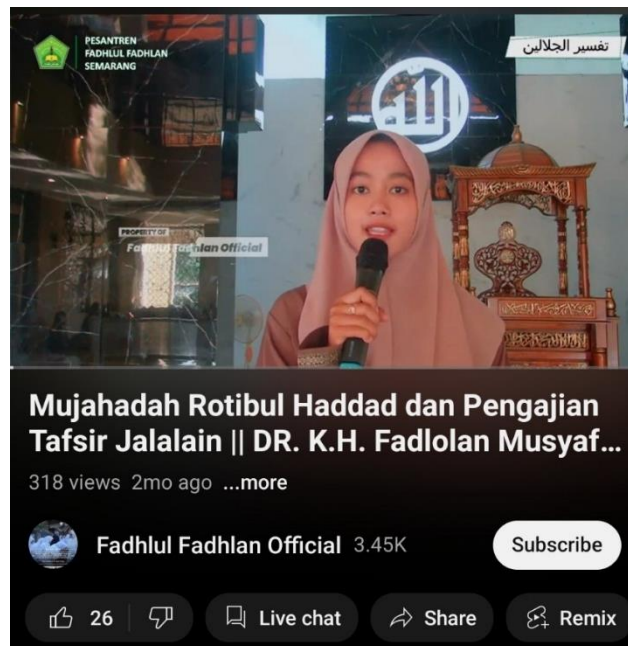 PESANTREN
FADHLUL FADHLAN
SEMARANG
تفسير الجلالين
الله
PROPERTY OF
Fadhlul Fadhlan Official
Mujahadah Rotibul Haddad dan Pengajian
Tafsir Jalalain || DR. K.H. Fadlolan Musyaf...
318 views 2mo ago ...more
Fadhlul Fadhlan Official 3.45K
Subscribe
26
Live chat
Share
Remix